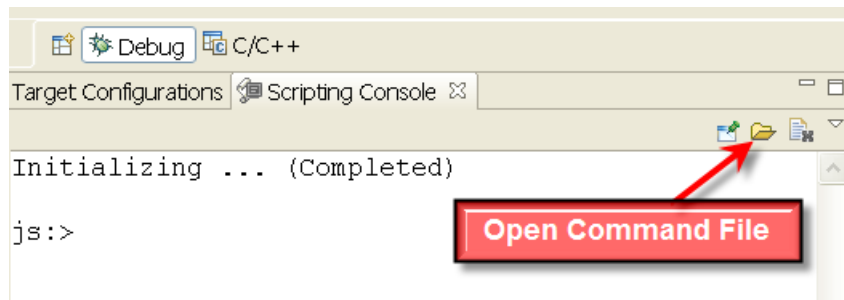 Debug C/C++
Target Configurations Scripting Console
Initializing ... (Completed)
js:>
Open Command File